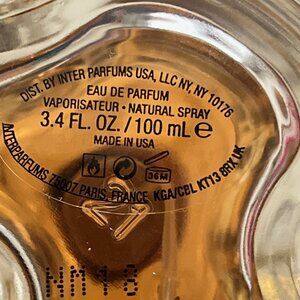 DIST. BY INTER PARFUMS USA, LLC NY, NY 10176
EAU DE PARFUM
VAPORISATEUR • NATURAL SPRAY
3.4 FL. OZ. / 100 mL e
MADE IN USA
36M
INTERPARFUMS 75007 PARIS, FRANCE KGA/CBL KT13 8RY, UK